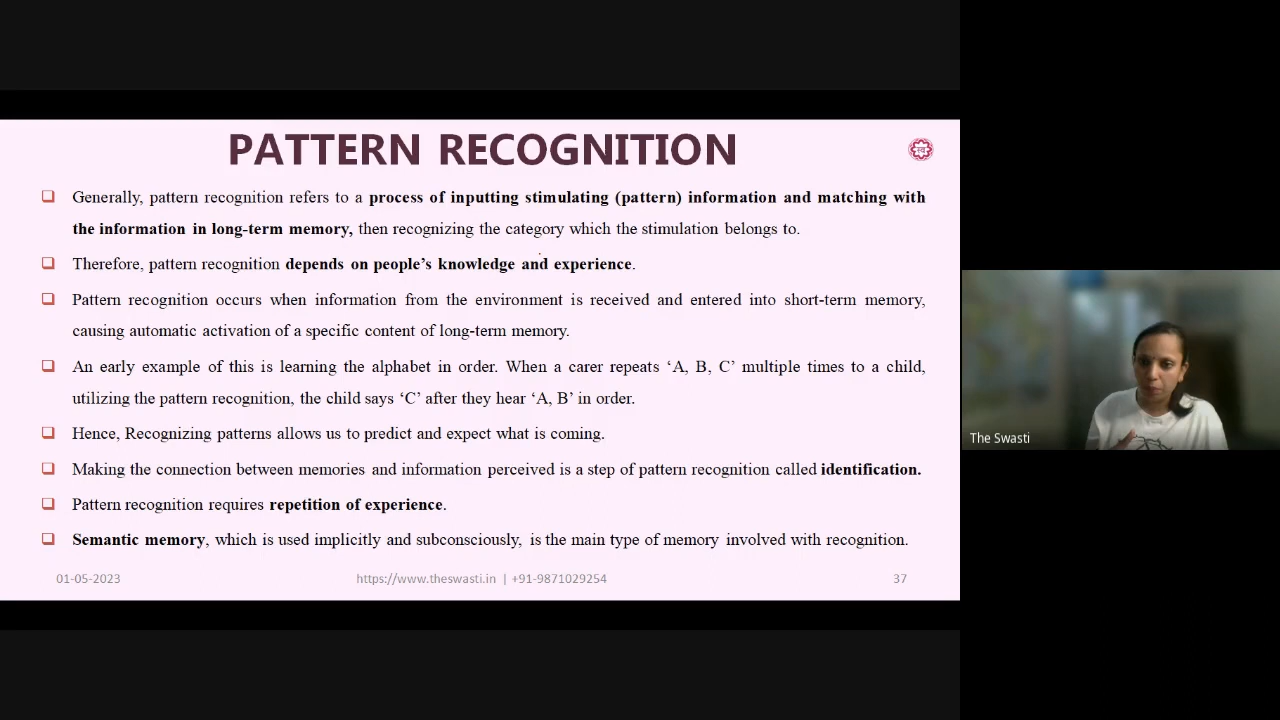 PATTERN RECOGNITION
❑ Generally, pattern recognition refers to a process of inputting stimulating (pattern) information and matching with
the information in long-term memory, then recognizing the category which the stimulation belongs to.
❑ Therefore, pattern recognition depends on people’s knowledge and experience.
❑ Pattern recognition occurs when information from the environment is received and entered into short-term memory,
causing automatic activation of a specific content of long-term memory.
❑ An early example of this is learning the alphabet in order. When a carer repeats ‘A, B, C’ multiple times to a child,
utilizing the pattern recognition, the child says ‘C’ after they hear ‘A, B’ in order.
❑ Hence, Recognizing patterns allows us to predict and expect what is coming.
❑ Making the connection between memories and information perceived is a step of pattern recognition called identification.
❑ Pattern recognition requires repetition of experience.
❑ Semantic memory, which is used implicitly and subconsciously, is the main type of memory involved with recognition.
01-05-2023
https://www.theswasti.in | +91-9871029254
37
The Swasti